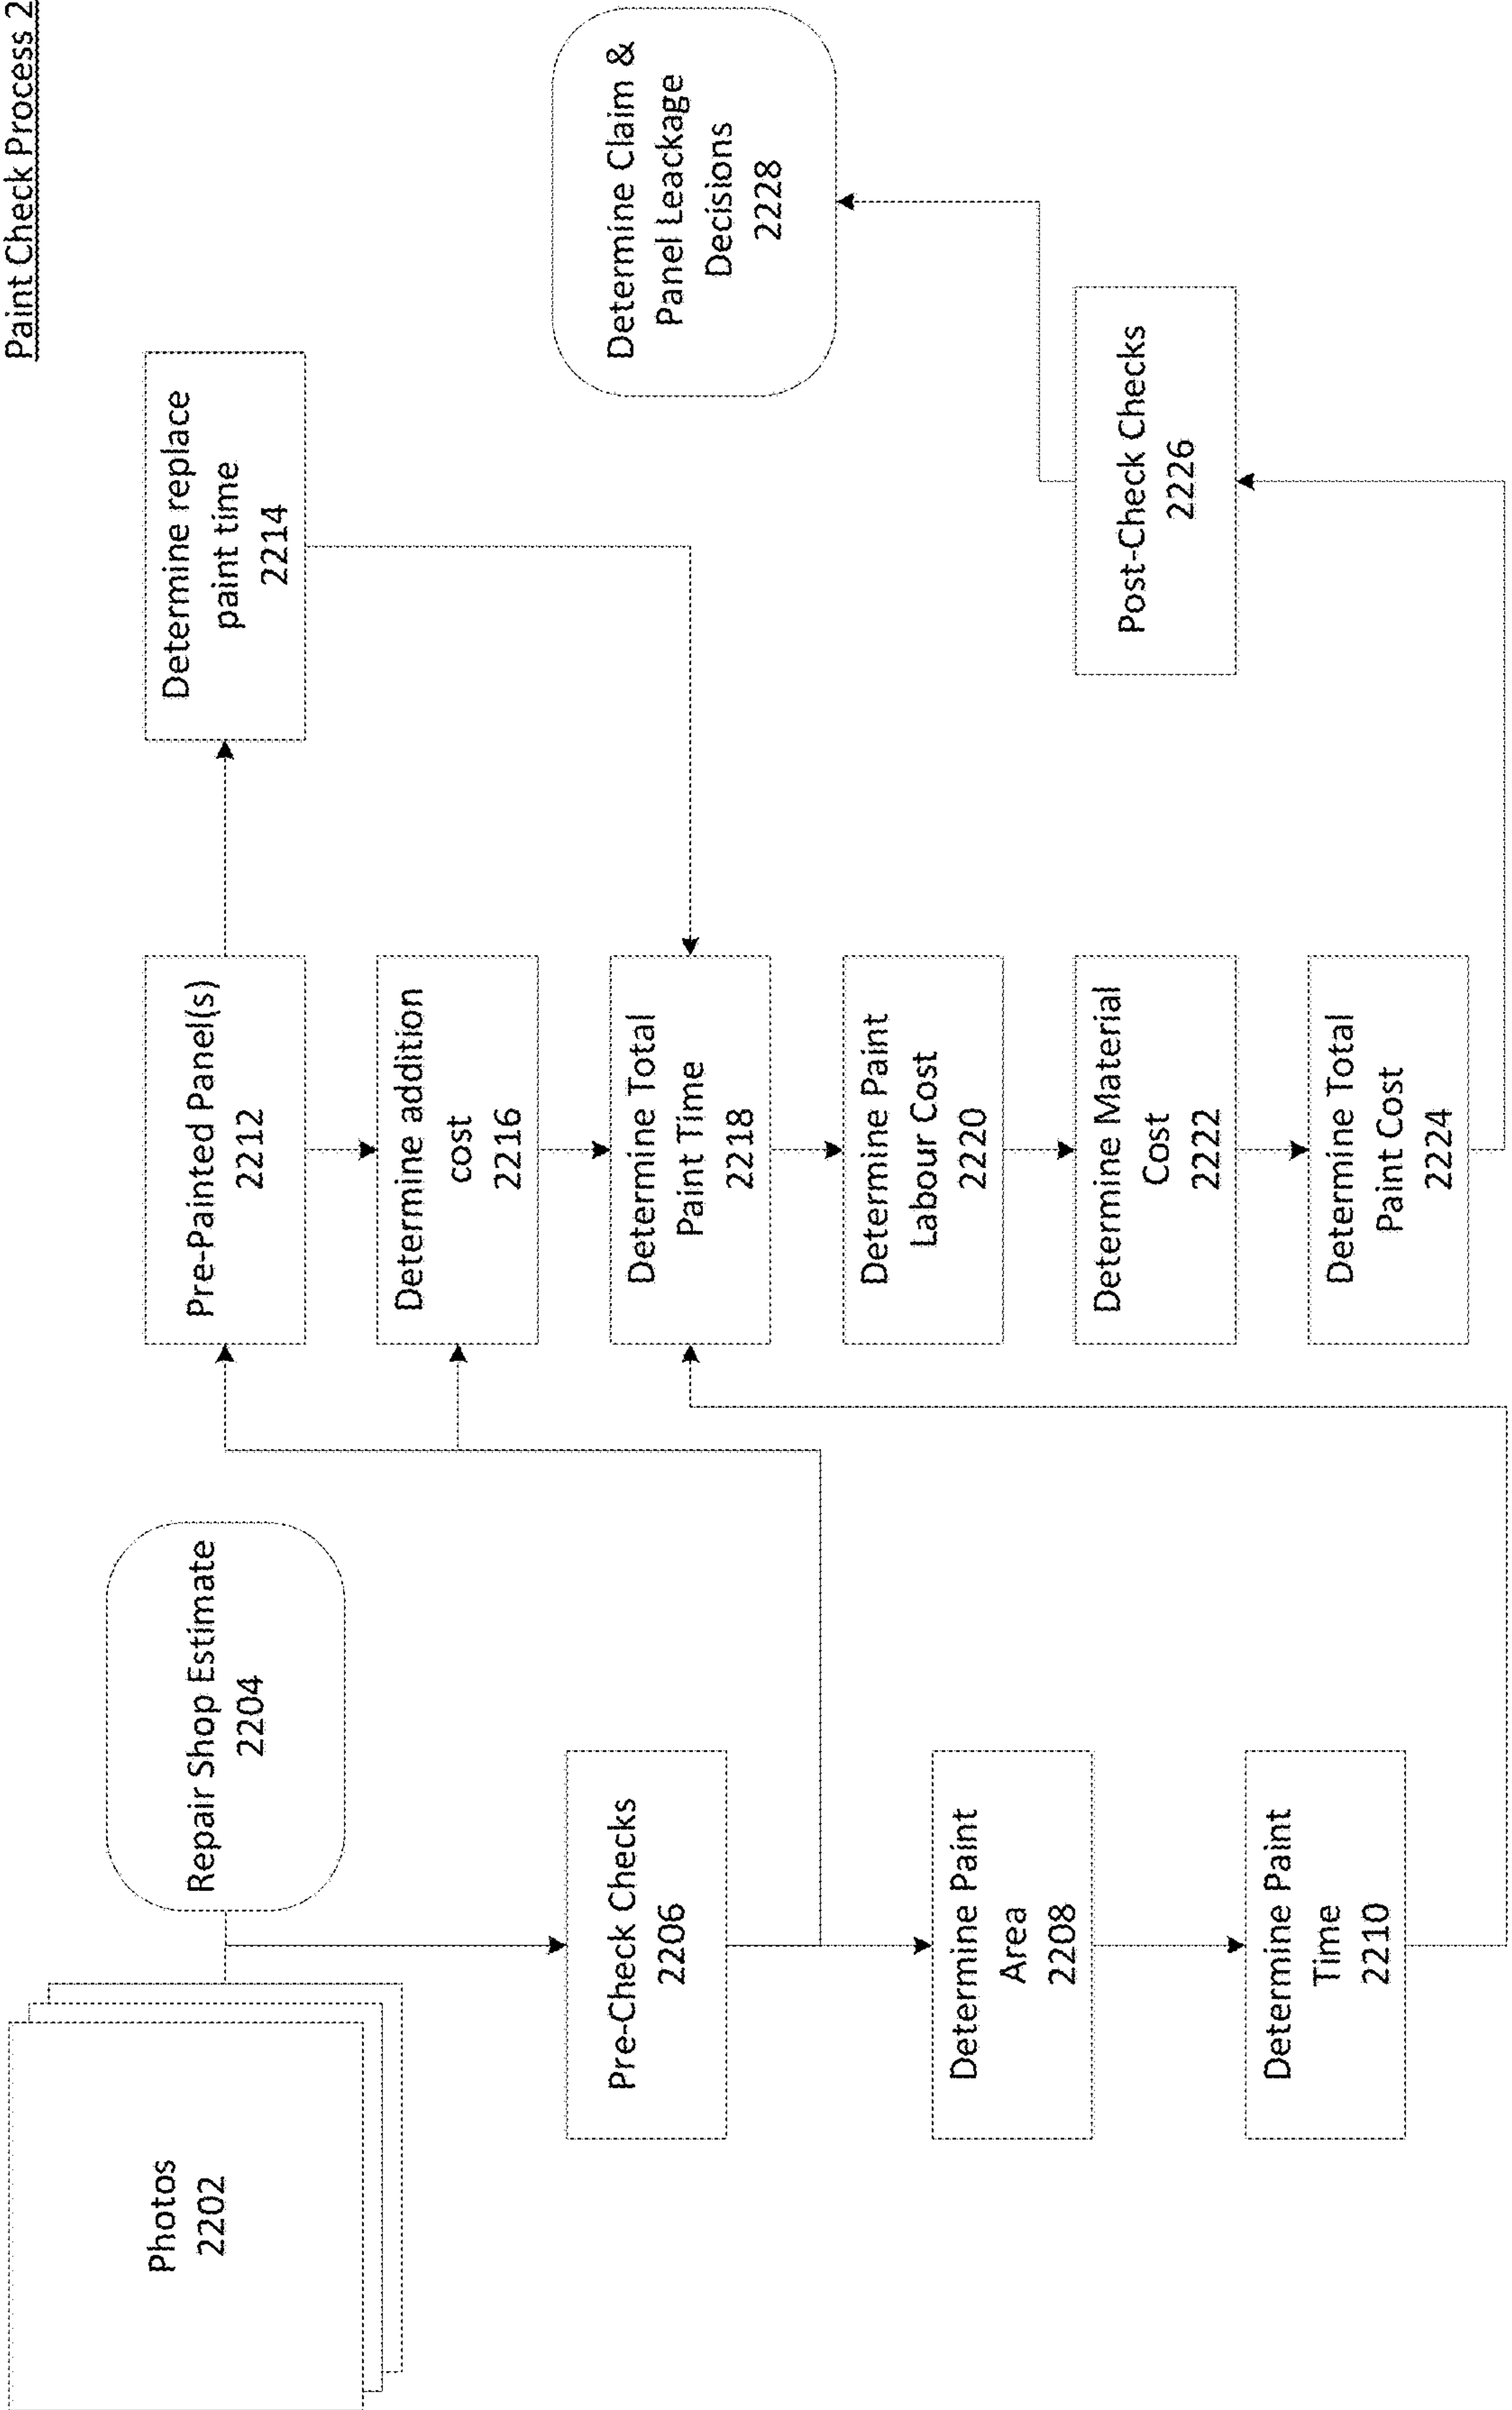 Paint Check Process 2
Photos
2202
Repair Shop Estimate
2204
Pre-Check Checks
2206
Determine Paint
Area
2208
Determine Paint
Time
2210
Pre-Painted Panel(s)
2212
Determine replace
paint time
2214
Determine addition
cost
2216
Determine Total
Paint Time
2218
Determine Paint
Labour Cost
2220
Determine Material
Cost
2222
Determine Total
Paint Cost
2224
Post-Check Checks
2226
Determine Claim &
Panel Leackage
Decisions
2228